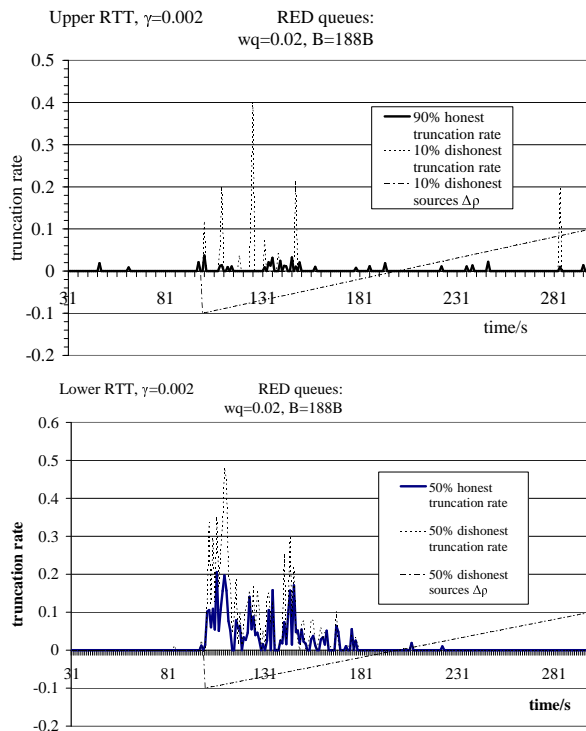 Upper RTT, γ=0.002 RED queues:
wq=0.02, B=188B
0.5
0.4
0.3
0.2
0.1
0
-0.1
-0.2
truncation rate
90% honest
truncation rate
10% dishonest
truncation rate
10% dishonest
sources Δρ
31 81 131 181 231 281
time/s
Lower RTT, γ=0.002 RED queues:
wq=0.02, B=188B
0.6
0.5
0.4
0.3
0.2
0.1
0
-0.1
-0.2
truncation rate
50% honest
truncation rate
50% dishonest
truncation rate
50% dishonest
sources Δρ
31 81 131 181 231 281
time/s